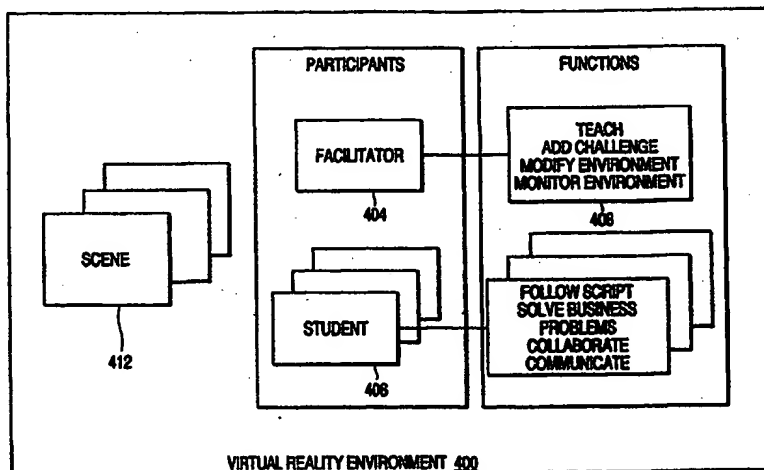 PARTICIPANTS
FUNCTIONS
SCENE
412
FACILITATOR
404
TEACH
ADD CHALLENGE
MODIFY ENVIRONMENT
MONITOR ENVIRONMENT
408
STUDENT
406
FOLLOW SCRIPT
SOLVE BUSINESS
PROBLEMS
COLLABORATE
COMMUNICATE
VIRTUAL REALITY ENVIRONMENT 400